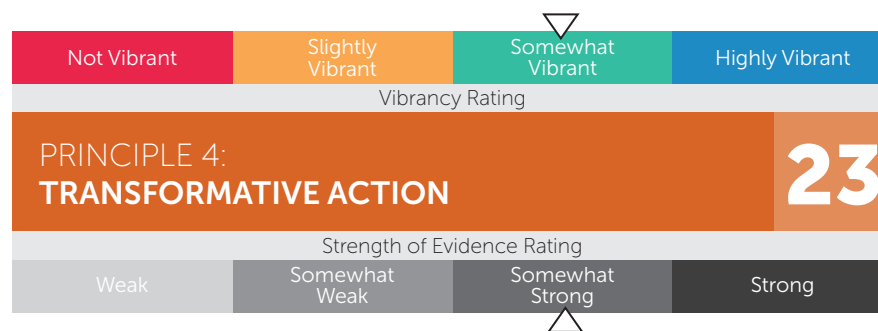 Not Vibrant
Slightly
Vibrant
Somewhat
Vibrant
Highly Vibrant
Vibrancy Rating
PRINCIPLE 4:
TRANSFORMATIVE ACTION
23
Strength of Evidence Rating
Weak
Somewhat
Weak
Somewhat
Strong
Strong